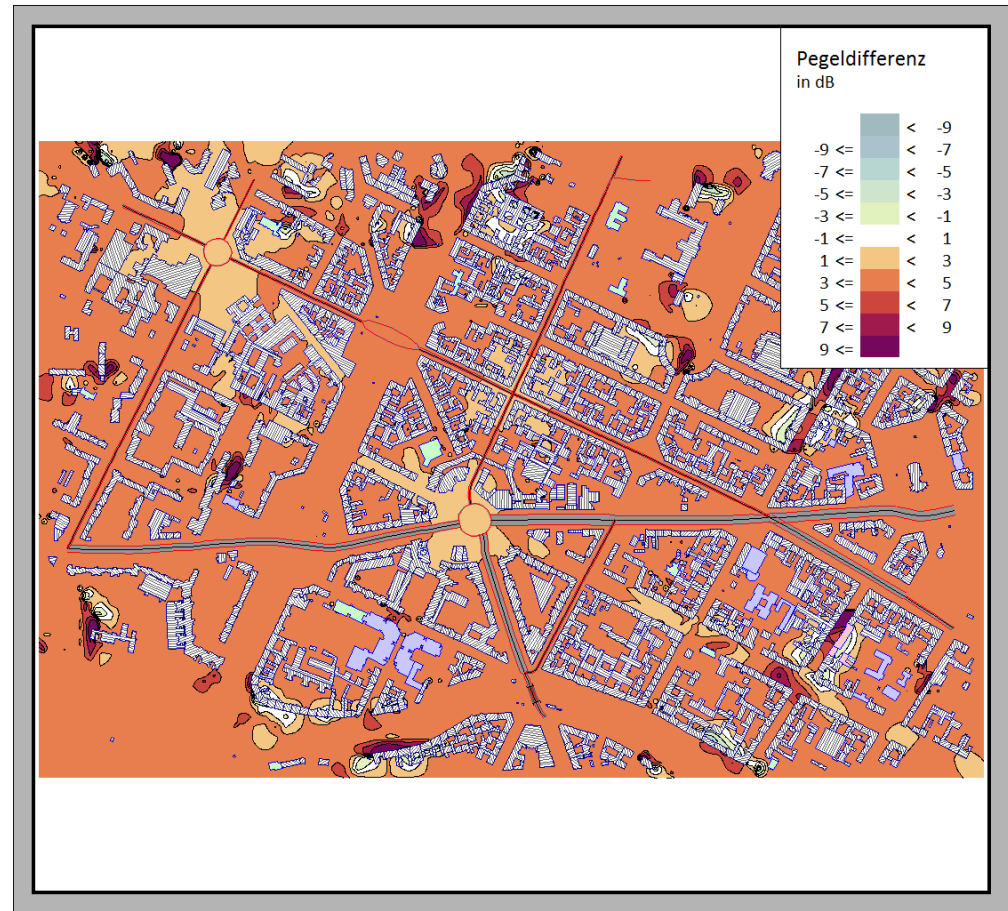 Pegeldifferenz
in dB
< -9
-9 <= < -7
-7 <= < -5
-5 <= < -3
-3 <= < -1
-1 <= < 1
1 <= < 3
3 <= < 5
5 <= < 7
7 <= < 9
9 <=